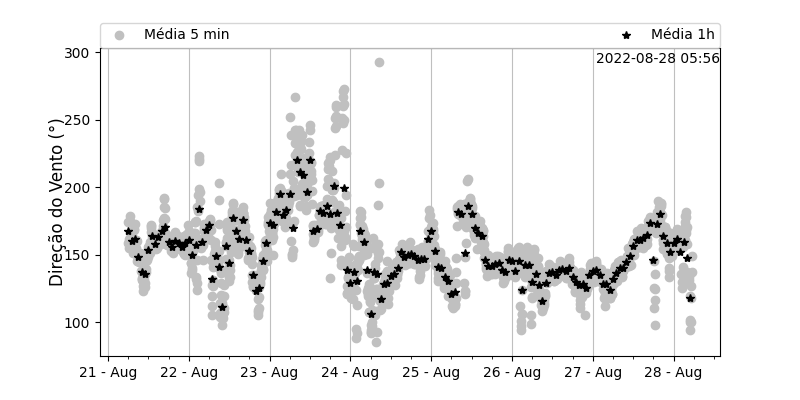 Média 5 min
Média 1h
2022-08-28 05:56
Direção do Vento (°)
300
250
200
150
100
21 - Aug
22 - Aug
23 - Aug
24 - Aug
25 - Aug
26 - Aug
27 - Aug
28 - Aug